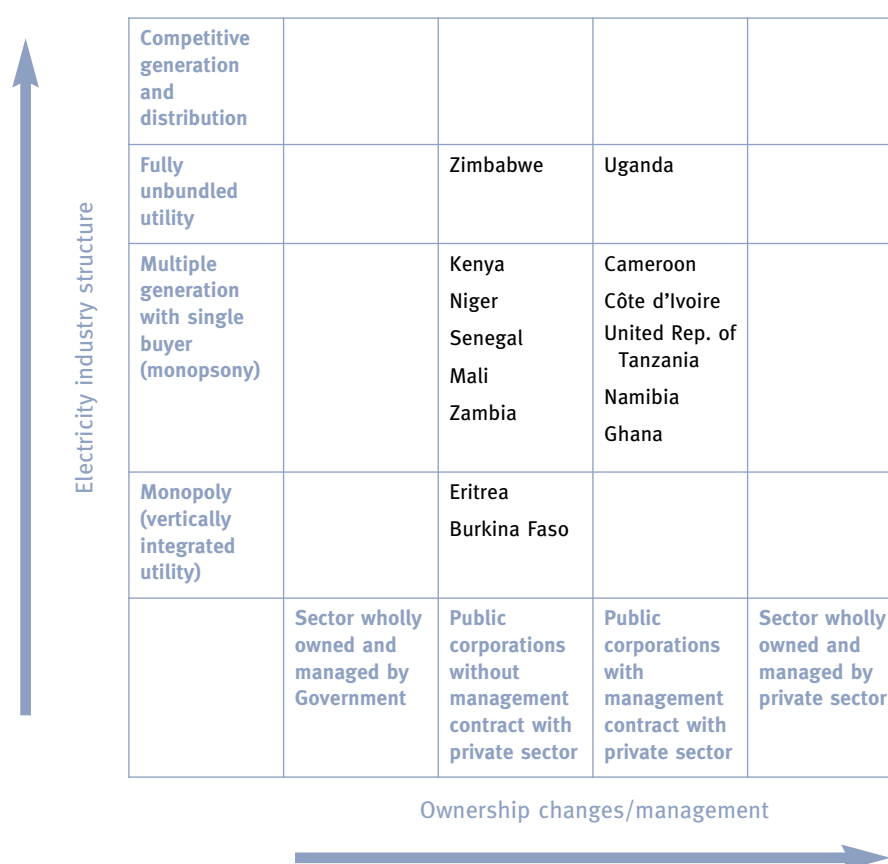 Electricity industry structure
Competitive
generation
and
distribution
Fully
unbundled
utility
Zimbabwe
Uganda
Multiple
generation
with single
buyer
(monopsony)
Kenya
Niger
Senegal
Mali
Zambia
Cameroon
Côte d’Ivoire
United Rep. of
Tanzania
Namibia
Ghana
Monopoly
(vertically
integrated
utility)
Eritrea
Burkina Faso
Sector wholly
owned and
managed by
Government
Public
corporations
without
management
contract with
private sector
Public
corporations
with
management
contract with
private sector
Sector wholly
owned and
managed by
private sector
Ownership changes/management